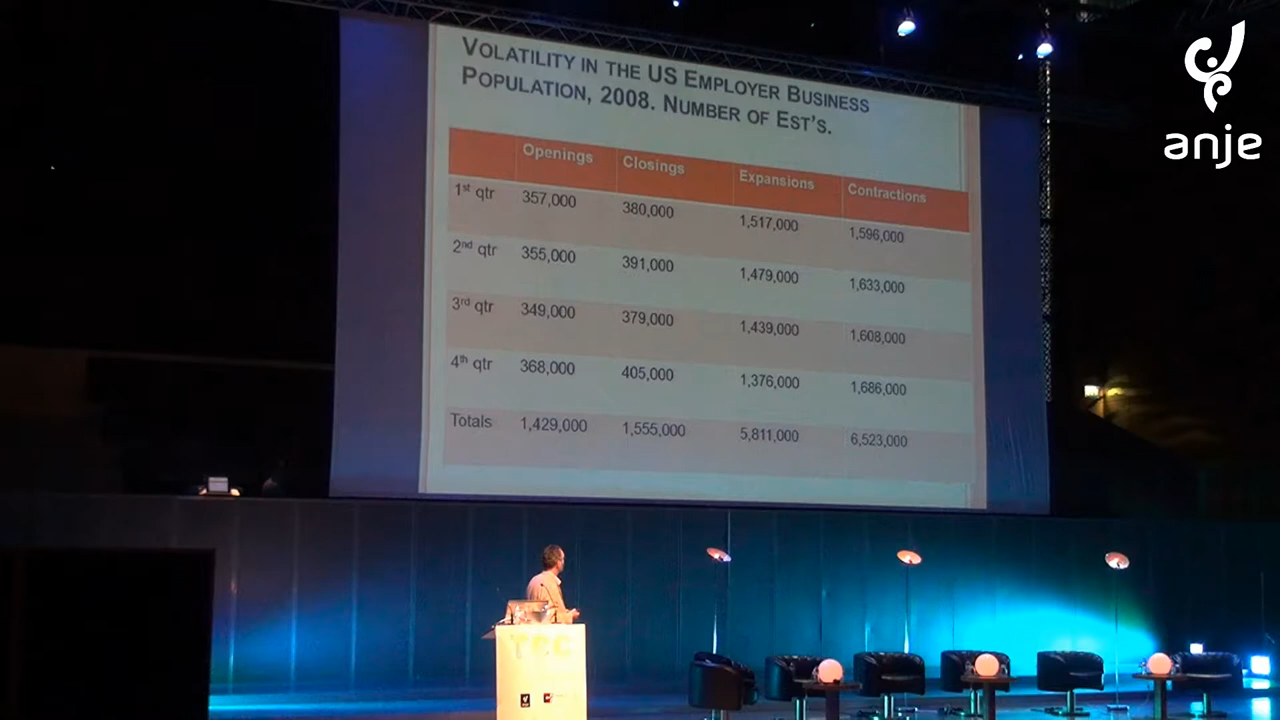 VOLATILITY IN THE US EMPLOYER BUSINESS
POPULATION, 2008. NUMBER OF EST'S.
Openings Closings Expansions Contractions
1st qtr 357,000 380,000 1,517,000 1,596,000
2nd qtr 355,000 391,000 1,479,000 1,633,000
3rd qtr 349,000 379,000 1,439,000 1,608,000
4th qtr 368,000 405,000 1,376,000 1,686,000
Totals 1,429,000 1,555,000 5,811,000 6,523,000
anje